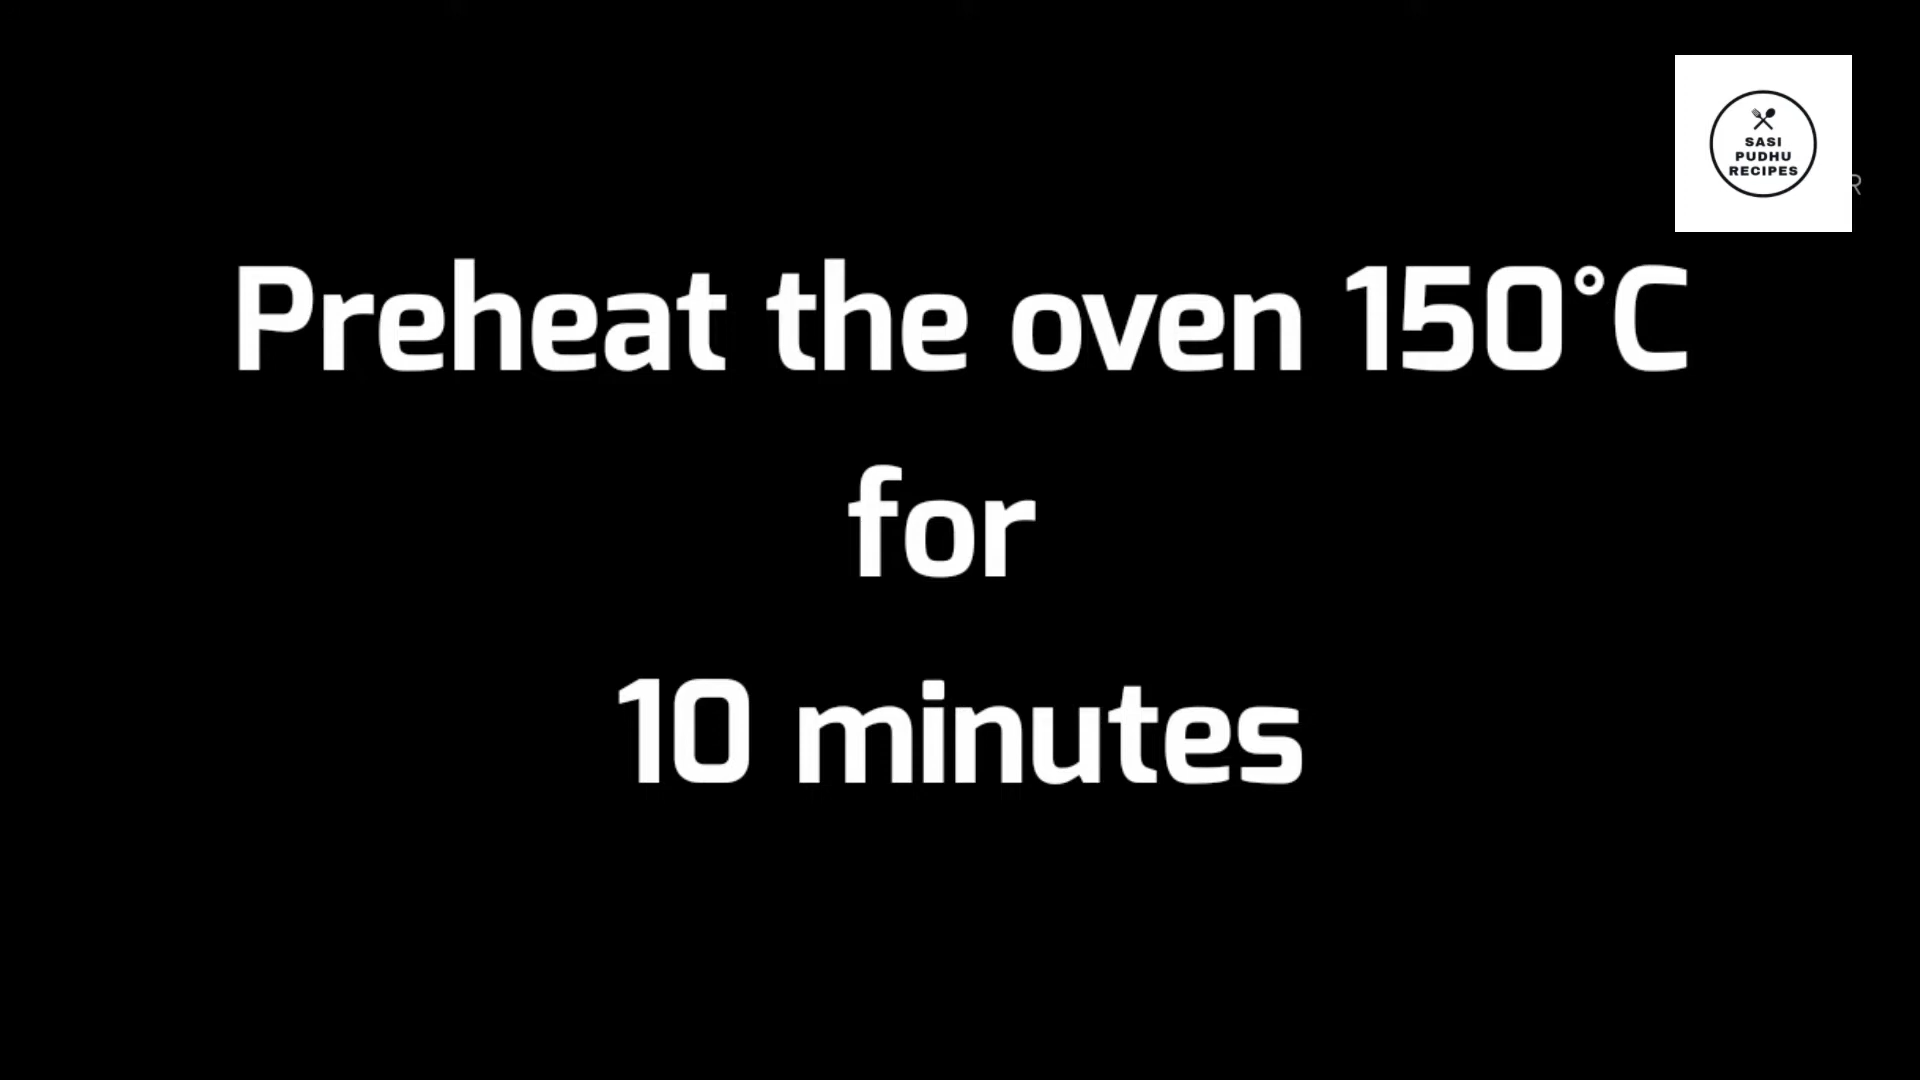 SASI
PUDHU
RECIPES
R
Preheat the oven 150°C
for
10 minutes